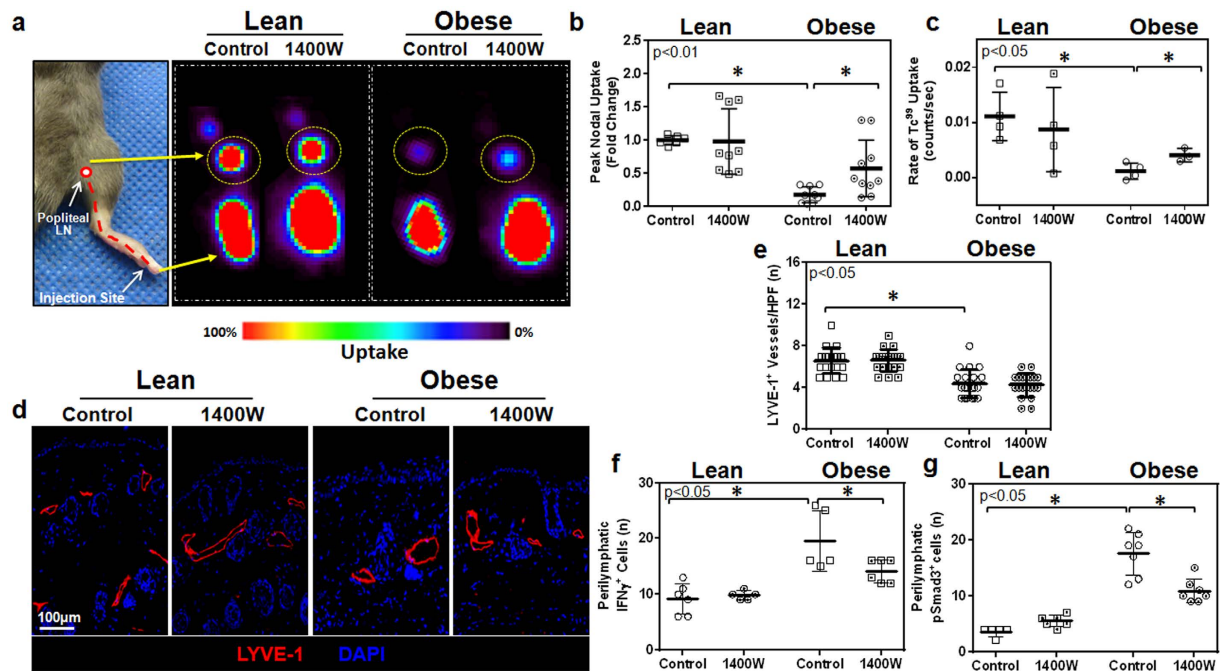 a
Lean
Obese
Control
1400W
Control
1400W
Popliteal
LN
Injection Site
100%
0%
Uptake
b
Lean
Obese
p<0.01
*
*
Peak Nodal Uptake
(Fold Change)
2.5
2.0
1.5
1.0
0.5
0.0
Control
1400W
Control
1400W
c
Lean
Obese
p<0.05
*
*
Rate of Tc⁹⁹ Uptake
(counts/sec)
0.02
0.01
0.00
Control
1400W
Control
1400W
d
Lean
Obese
Control
1400W
Control
1400W
100μm
LYVE-1
DAPI
e
Lean
Obese
p<0.05
*
LYVE-1⁺ Vessels/HPF (n)
16
12
8
4
0
Control
1400W
Control
1400W
f
Lean
Obese
p<0.05
*
*
Perilymphatic
IFNγ⁺ Cells (n)
30
20
10
0
Control
1400W
Control
1400W
g
Lean
Obese
p<0.05
*
*
Perilymphatic
pSmad3⁺ cells (n)
30
20
10
0
Control
1400W
Control
1400W